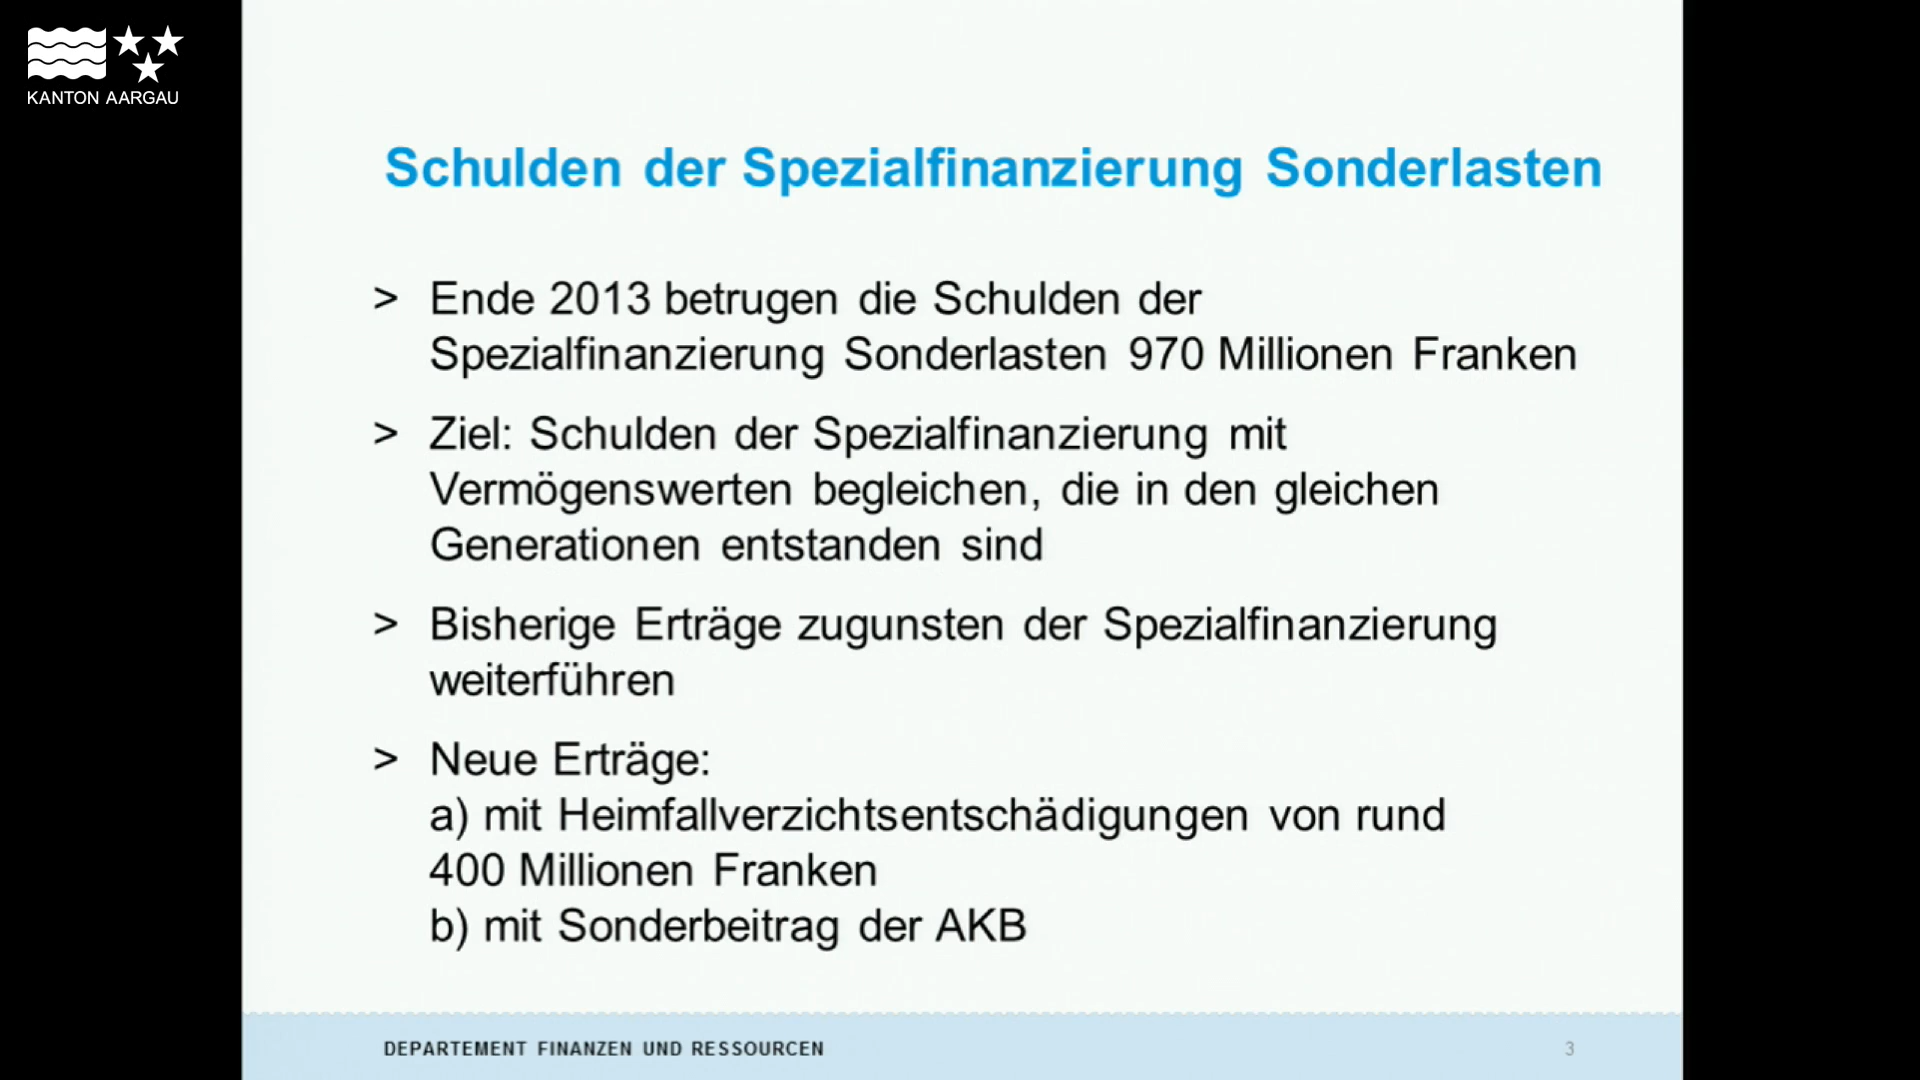 KANTON AARGAU
Schulden der Spezialfinanzierung Sonderlasten
> Ende 2013 betrugen die Schulden der
Spezialfinanzierung Sonderlasten 970 Millionen Franken
> Ziel: Schulden der Spezialfinanzierung mit
Vermögenswerten begleichen, die in den gleichen
Generationen entstanden sind
> Bisherige Erträge zugunsten der Spezialfinanzierung
weiterführen
> Neue Erträge:
a) mit Heimfallverzichtsentschädigungen von rund
400 Millionen Franken
b) mit Sonderbeitrag der AKB
DEPARTEMENT FINANZEN UND RESSOURCEN
3